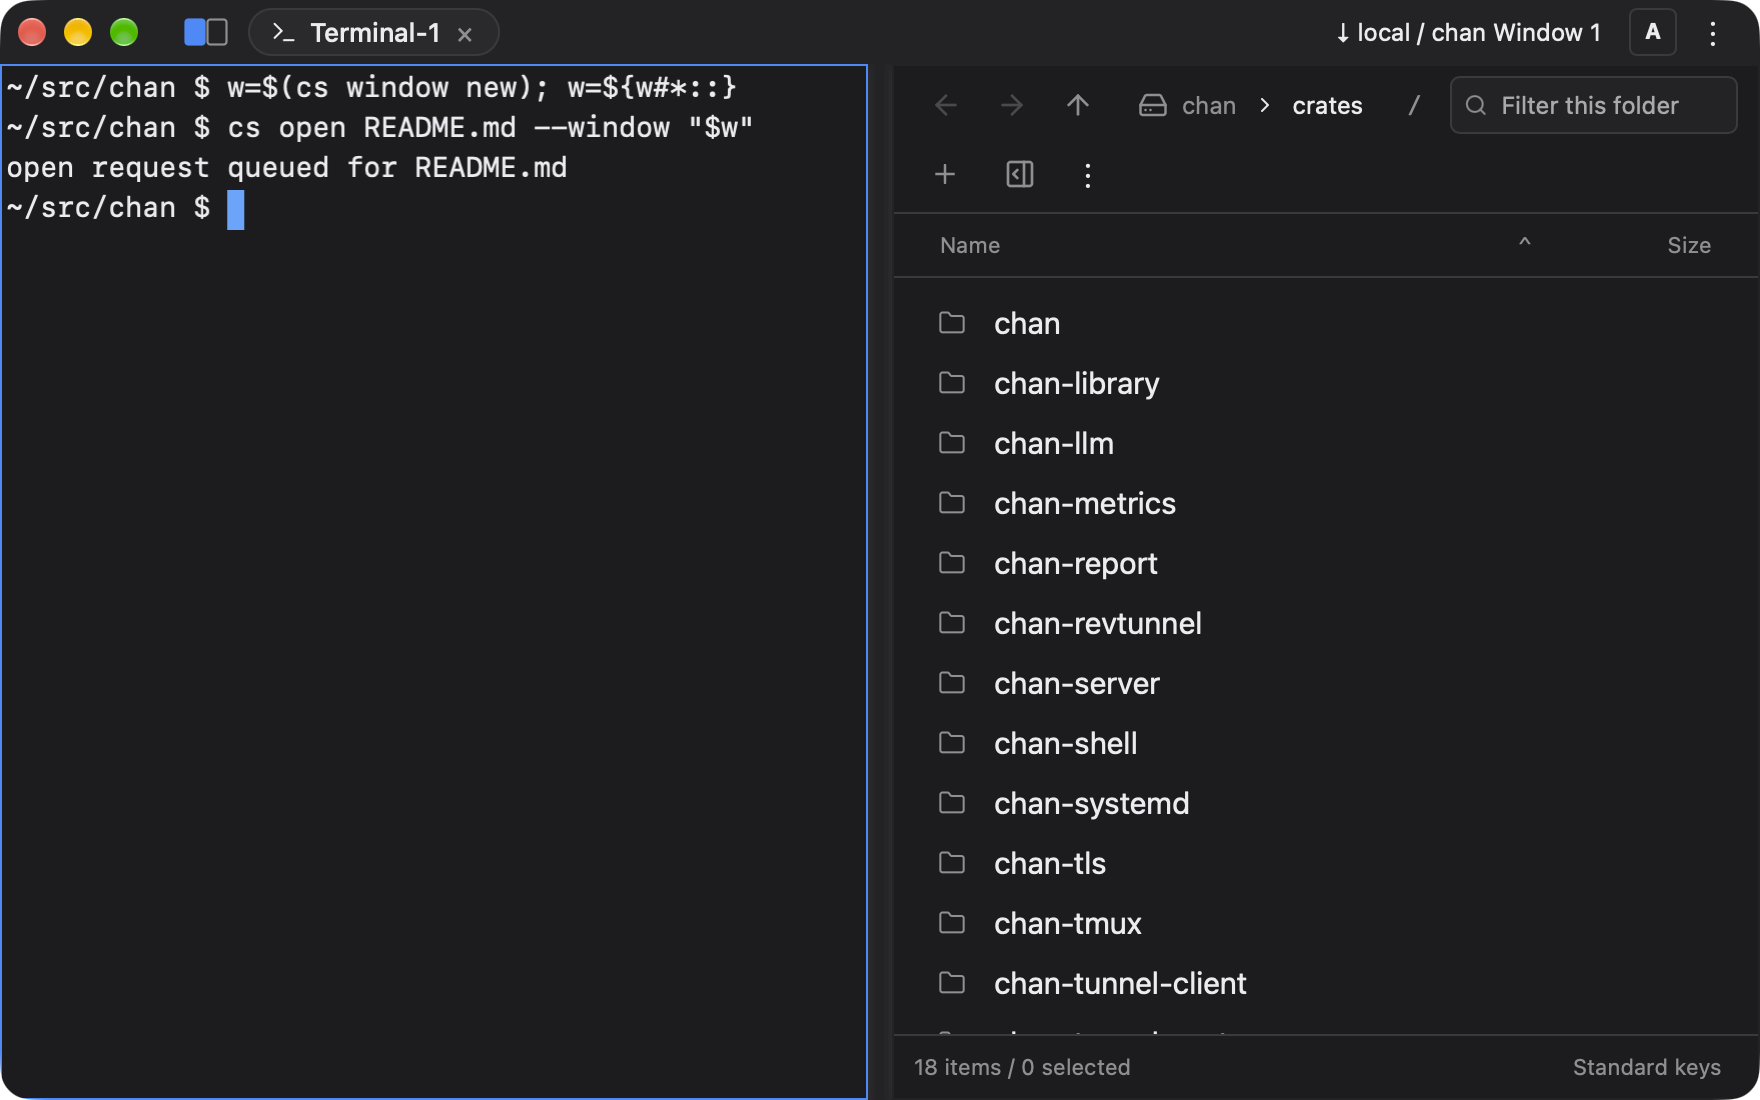 Terminal-1
↓ local / chan Window 1
A
~/src/chan $ w=$(cs window new); w=${w#*::}
~/src/chan $ cs open README.md --window "$w"
open request queued for README.md
~/src/chan $
chan > crates /
Filter this folder
Name ^ Size
chan
chan-library
chan-llm
chan-metrics
chan-report
chan-revtunnel
chan-server
chan-shell
chan-systemd
chan-tls
chan-tmux
chan-tunnel-client
18 items / 0 selected
Standard keys